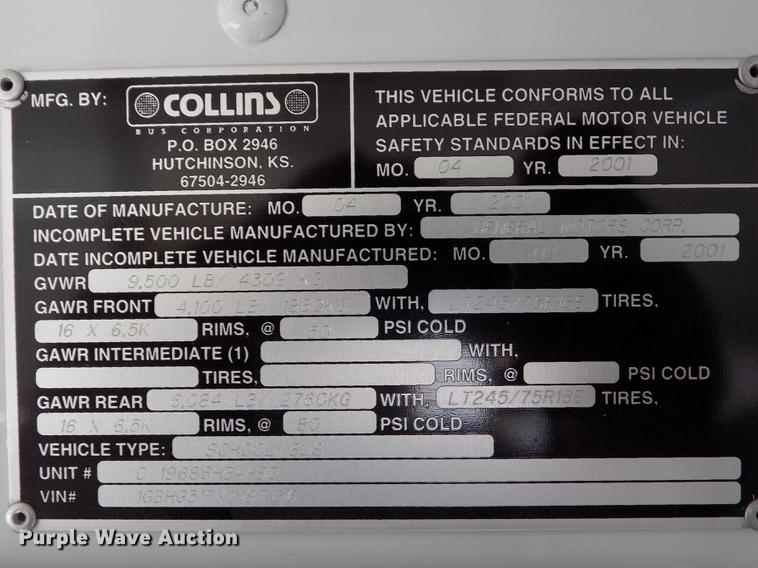 MFG. BY: COLLINS
BUS CORPORATION
P.O. BOX 2946
HUTCHINSON, KS.
67504-2946
THIS VEHICLE CONFORMS TO ALL
APPLICABLE FEDERAL MOTOR VEHICLE
SAFETY STANDARDS IN EFFECT IN:
MO. 04 YR. 2001
DATE OF MANUFACTURE: MO. 04 YR. 2001
INCOMPLETE VEHICLE MANUFACTURED BY: GENERAL MOTORS CORP.
DATE INCOMPLETE VEHICLE MANUFACTURED: MO. YR. 2001
GVWR 9,500 LB/ 4309 KG
GAWR FRONT 4,100 LB/ 1860KG WITH, LT245/75R16E TIRES,
16 X 6.5K RIMS, @ PSI COLD
GAWR INTERMEDIATE (1) WITH,
TIRES, RIMS, @ PSI COLD
GAWR REAR 6,084 LB/ 2760KG WITH, LT245/75R16E TIRES,
16 X 6.5K RIMS, @ 80 PSI COLD
VEHICLE TYPE: SCHOOL BUS
UNIT #
VIN#
Purple Wave Auction